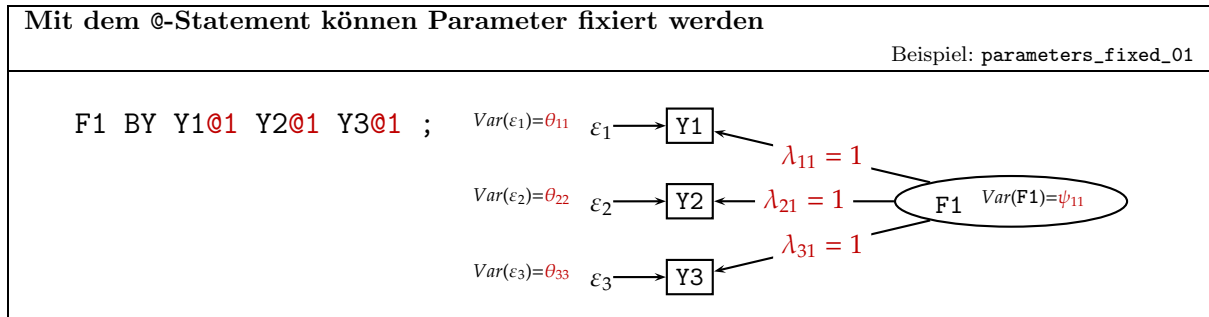 Mit dem @-Statement können Parameter fixiert werden
Beispiel: parameters_fixed_01
F1 BY Y1@1 Y2@1 Y3@1 ; Var(ε₁)=θ₁₁ ε₁ Y1
λ₁₁ = 1
Var(ε₂)=θ₂₂ ε₂ Y2 λ₂₁ = 1 F1 Var(F1)=ψ₁₁
λ₃₁ = 1
Var(ε₃)=θ₃₃ ε₃ Y3